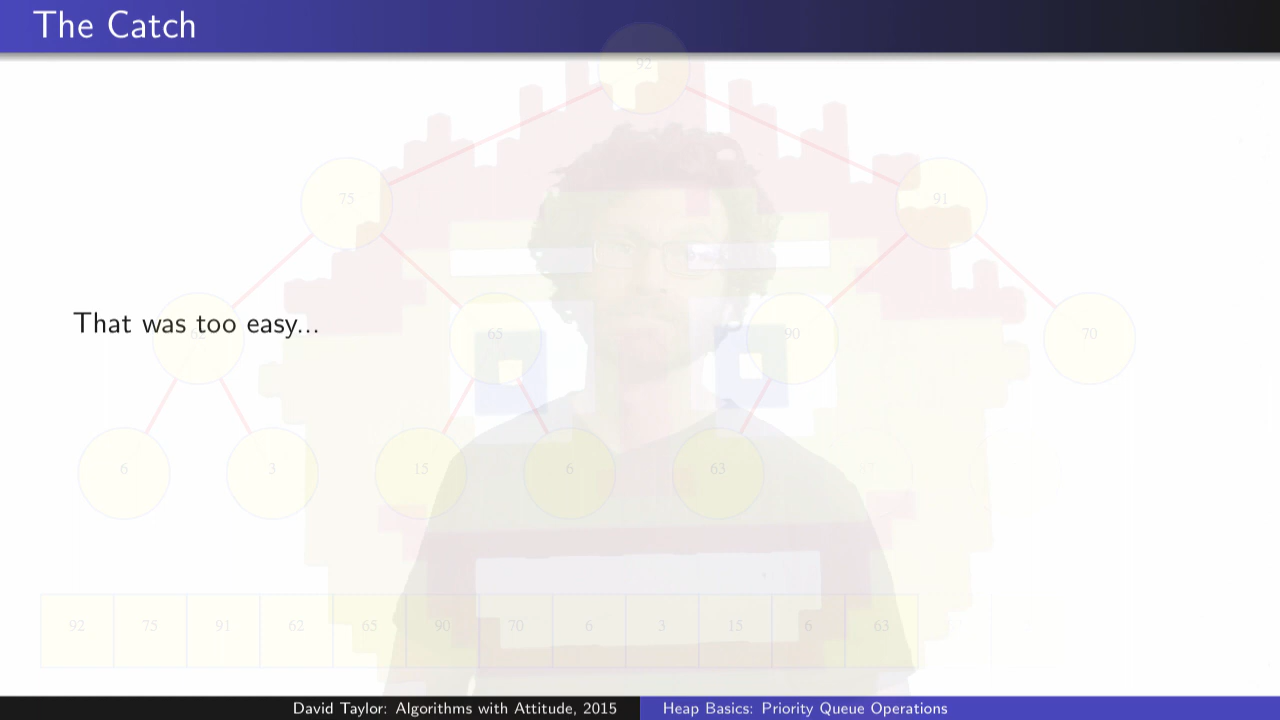 The Catch
92
75
91
62
65
90
70
That was too easy...
6
3
15
6
63
92 75 91 62 65 90 70 6 3 15 6 63
David Taylor: Algorithms with Attitude, 2015
Heap Basics: Priority Queue Operations